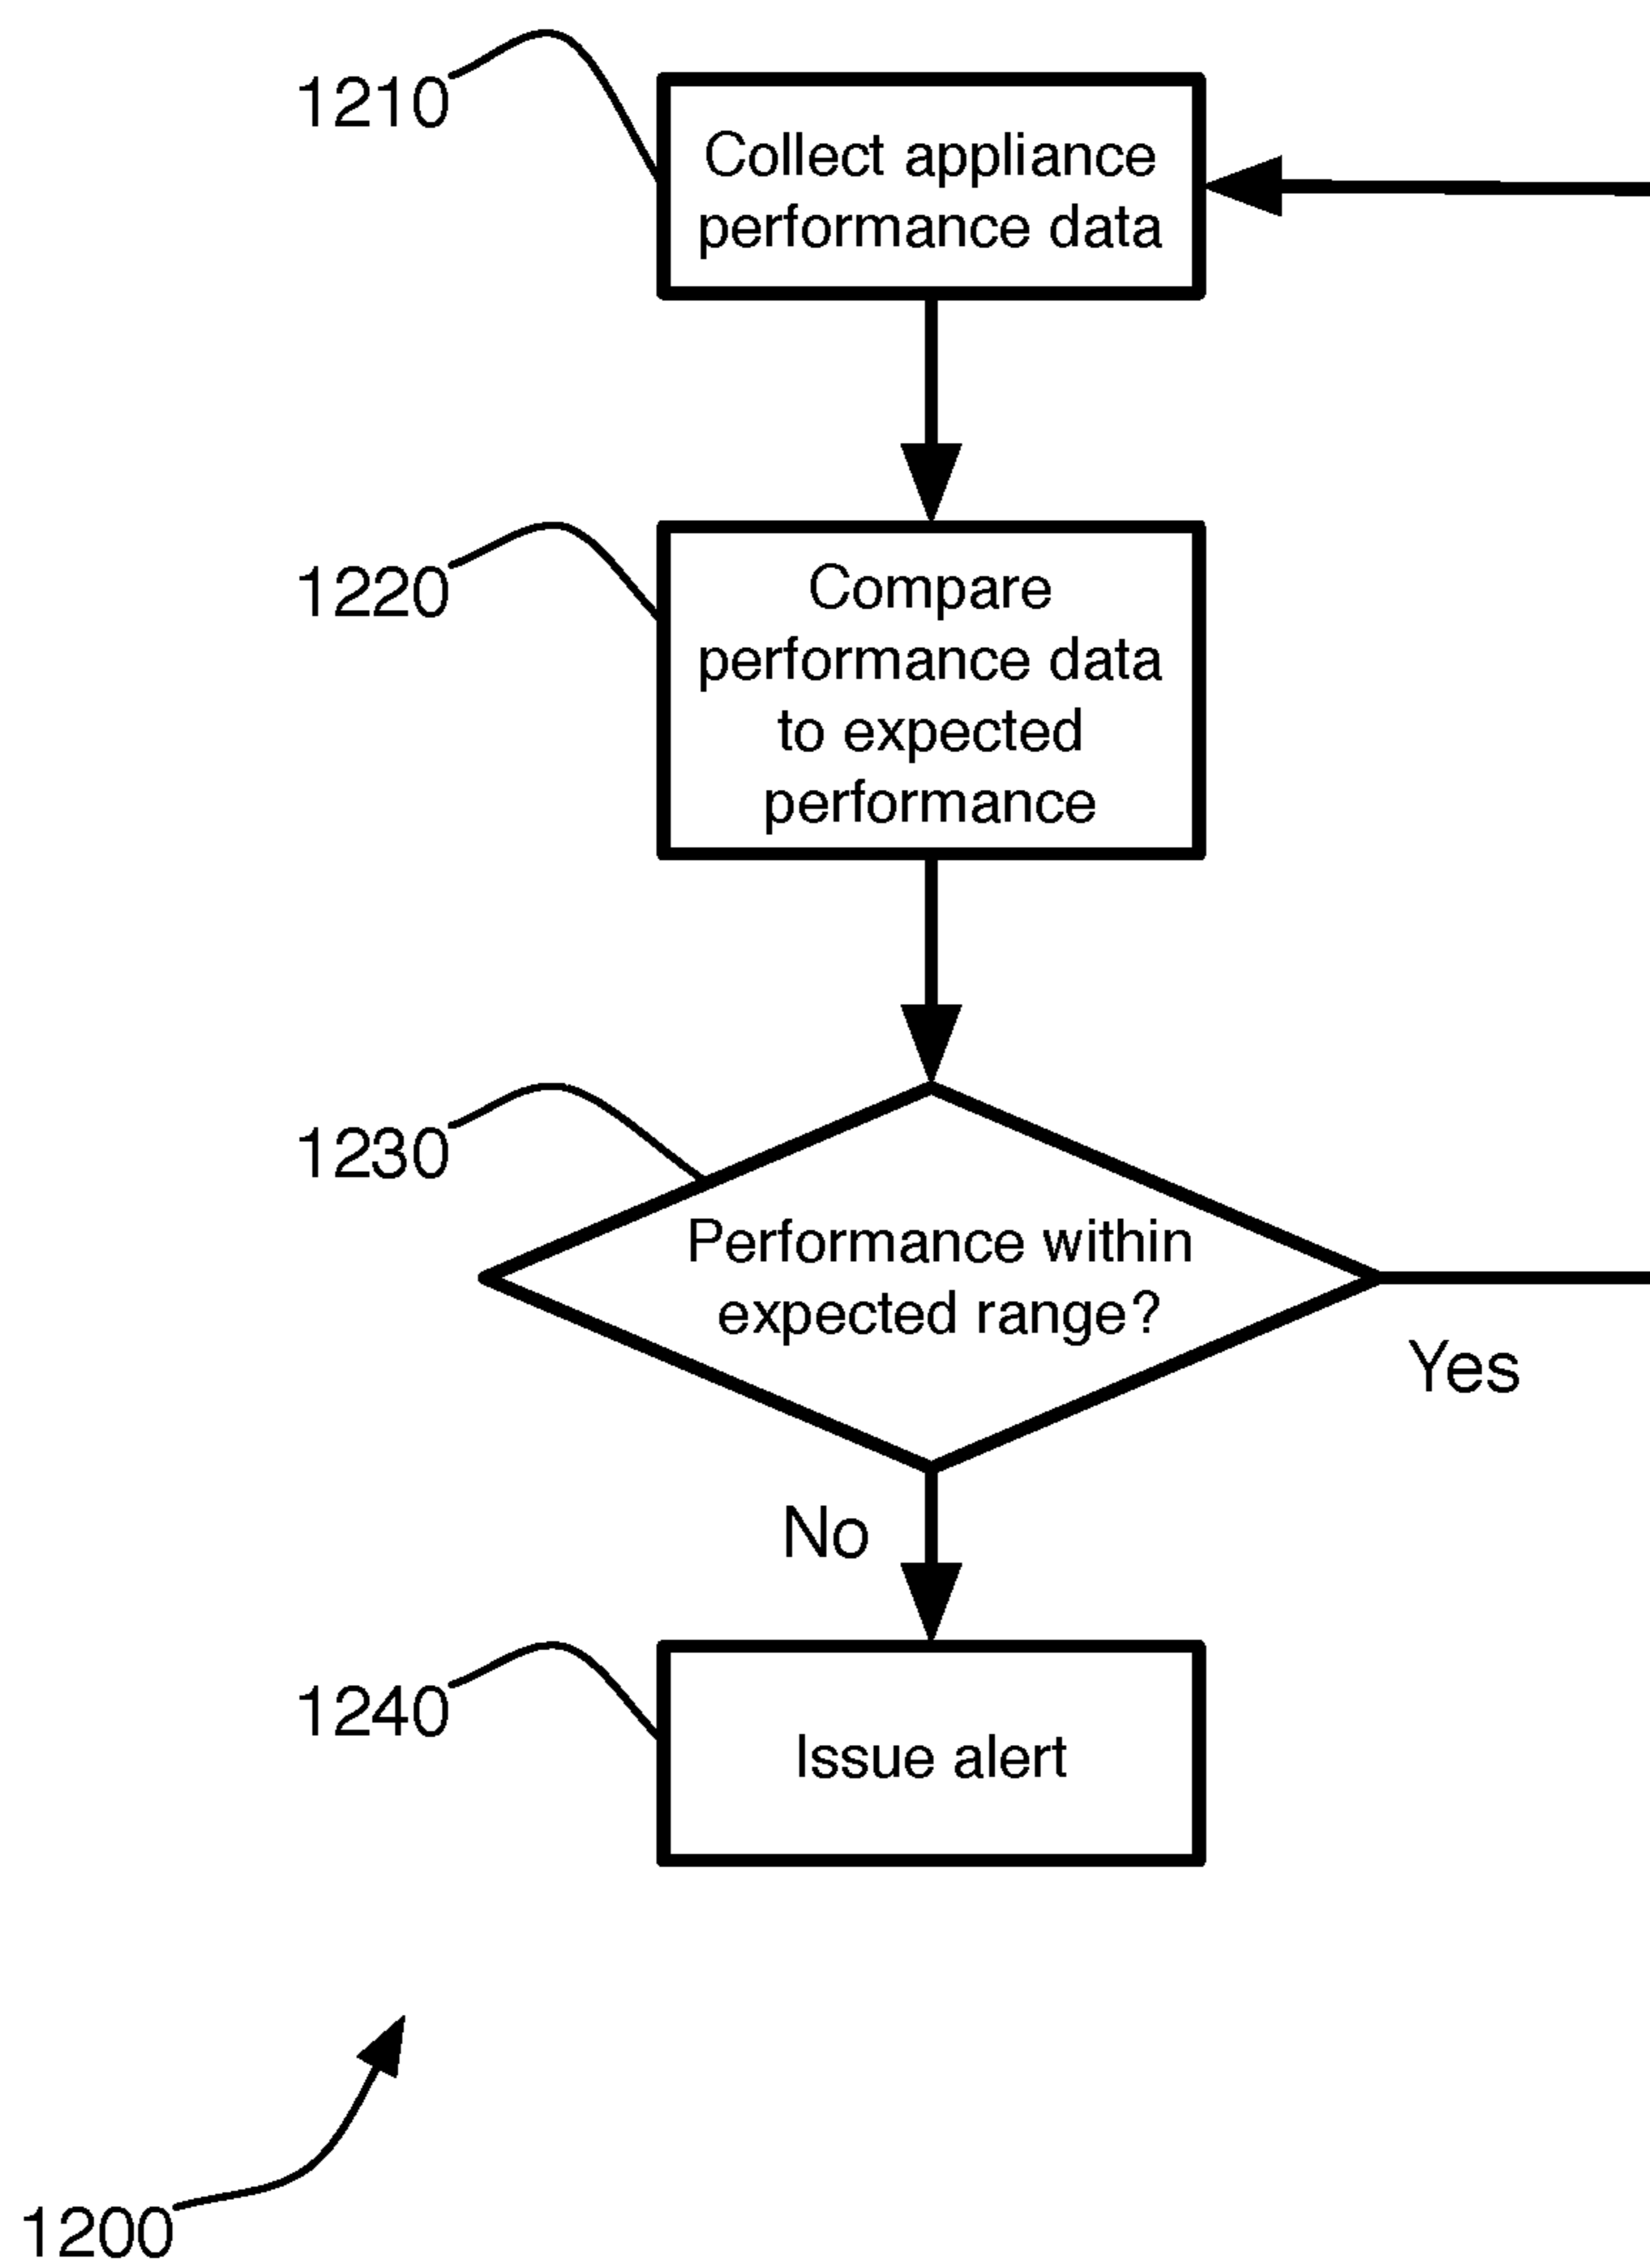 1210
Collect appliance
performance data
1220
Compare
performance data
to expected
performance
1230
Performance within
expected range?
Yes
No
1240
Issue alert
1200